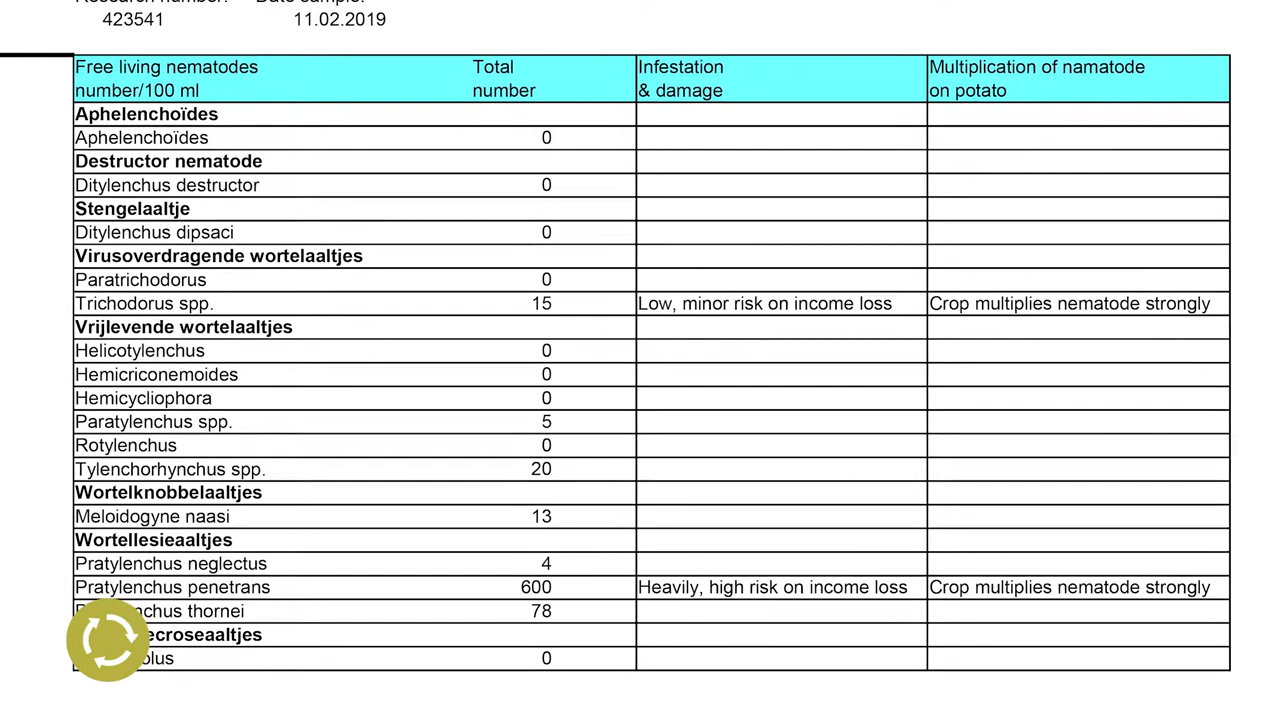 423541 11.02.2019
Free living nematodes Total Infestation Multiplication of namatode
number/100 ml number & damage on potato
Aphelenchoïdes
Aphelenchoïdes 0
Destructor nematode
Ditylenchus destructor 0
Stengelaaltje
Ditylenchus dipsaci 0
Virusoverdragende wortelaaltjes
Paratrichodorus 0
Trichodorus spp. 15 Low, minor risk on income loss Crop multiplies nematode strongly
Vrijlevende wortelaaltjes
Helicotylenchus 0
Hemicriconemoides 0
Hemicycliophora 0
Paratylenchus spp. 5
Rotylenchus 0
Tylenchorhynchus spp. 20
Wortelknobbelaaltjes
Meloidogyne naasi 13
Wortellesieaaltjes
Pratylenchus neglectus 4
Pratylenchus penetrans 600 Heavily, high risk on income loss Crop multiplies nematode strongly
thornei 78
0